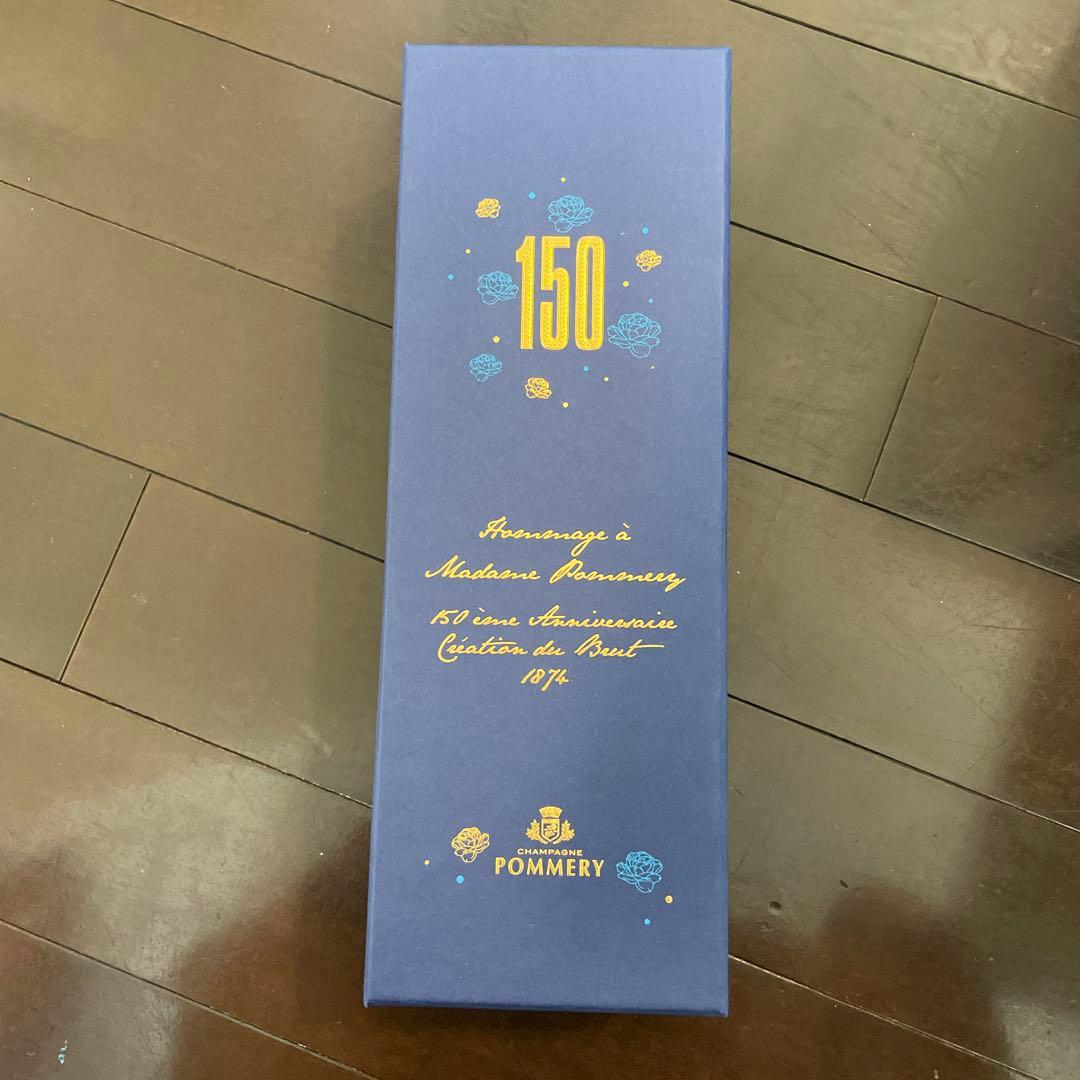 150
Hommage à
Madame Pommery
150 ème Anniversaire
Création du Brut
1874
CHAMPAGNE
POMMERY